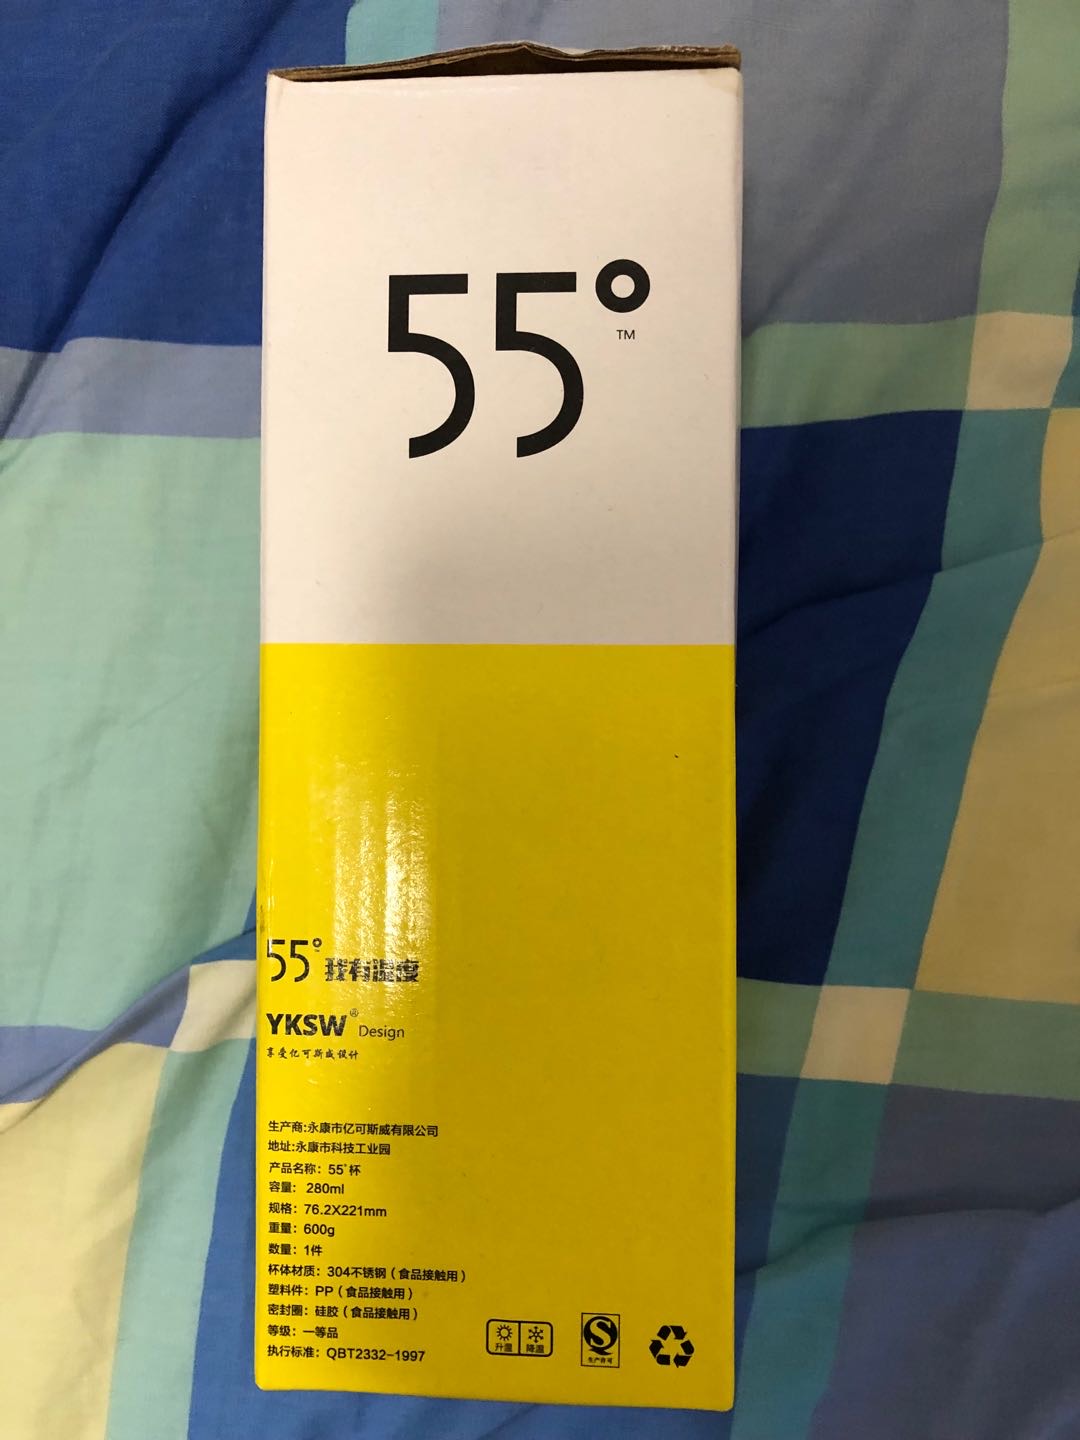 55°
TM
55° 我有温度
YKSW® Design
享受亿可斯威设计
生产商:永康市亿可斯威有限公司
地址:永康市科技工业园
产品名称: 55°杯
容量: 280ml
规格: 76.2X221mm
重量: 600g
数量: 1件
杯体材质: 304不锈钢 (食品接触用)
塑料件: PP (食品接触用)
密封圈: 硅胶 (食品接触用)
等级: 一等品
执行标准: QBT2332-1997
升温 降温
生产许可